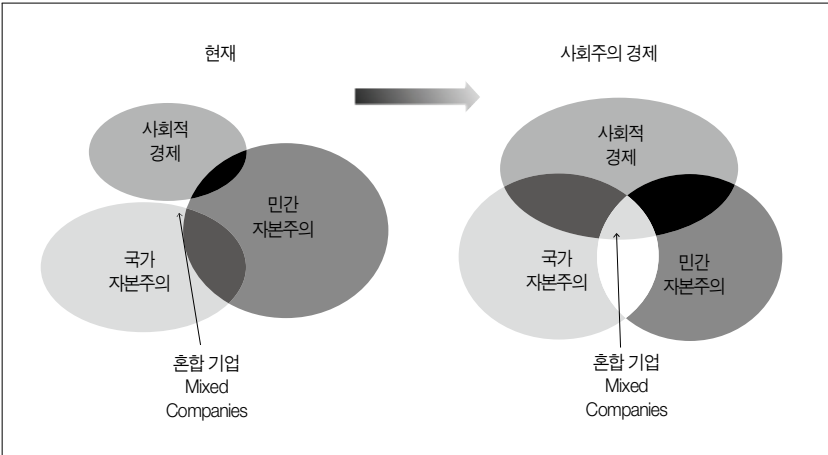 현재
사회적
경제
민간
자본주의
국가
자본주의
혼합 기업
Mixed
Companies
사회주의 경제
사회적
경제
국가
자본주의
민간
자본주의
혼합 기업
Mixed
Companies